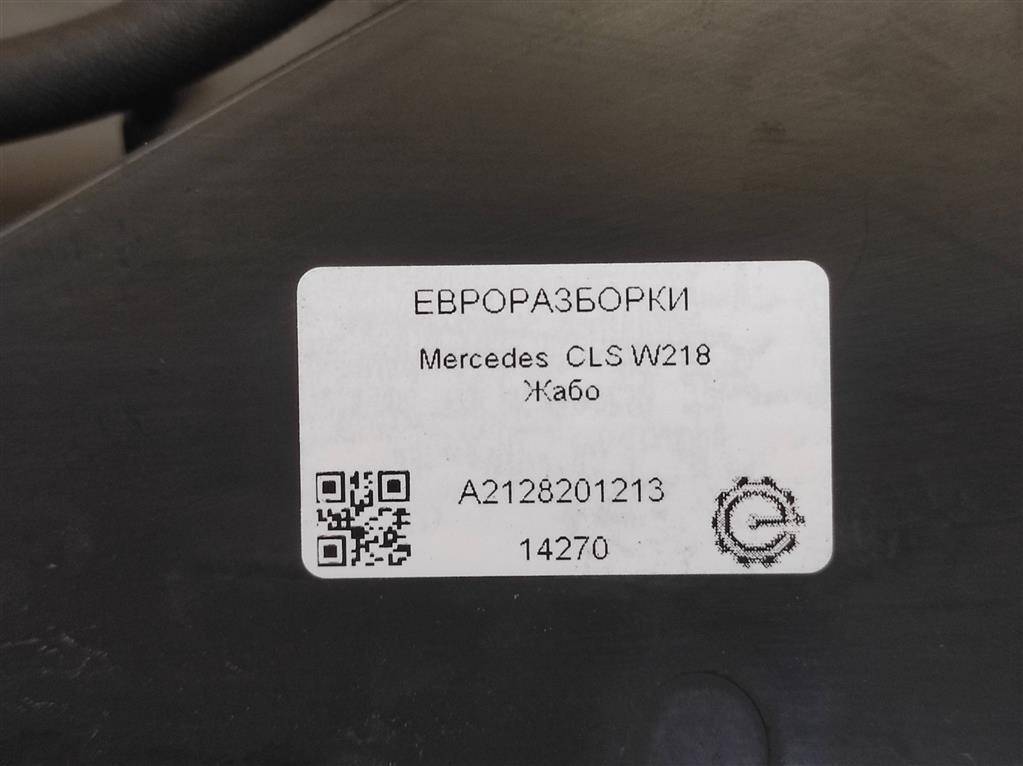 ЕВРОРАЗБОРКИ
Mercedes CLS W218
Жабо
A2128201213
14270